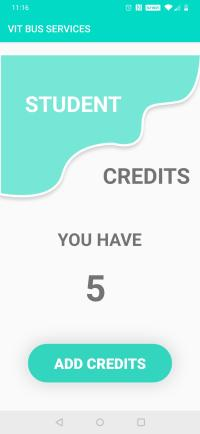 11:16
VIT BUS SERVICES
STUDENT
CREDITS
YOU HAVE
5
ADD CREDITS